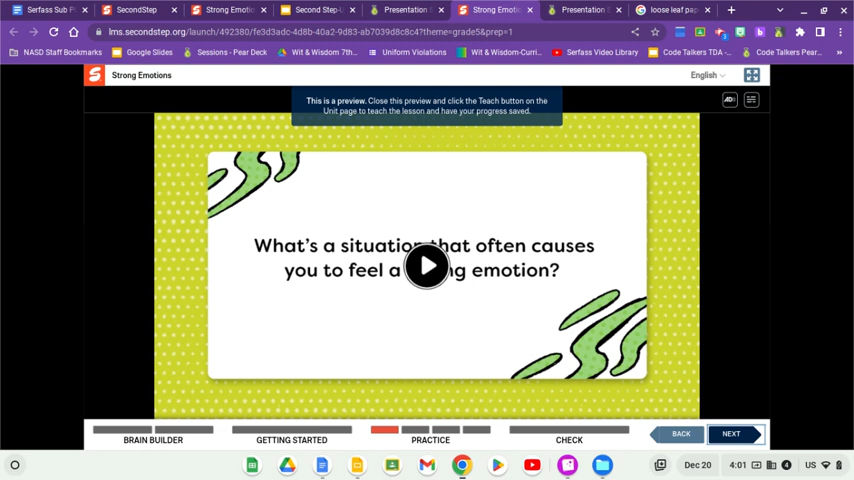 Serfass Sub P
SecondStep
Strong Emotio
Second Step-U
Presentation S
Strong Emotio
Presentation S
loose leaf pap
lms.secondstep.org/launch/492380/fe3d3adc-4d8b-40a2-9d83-ab7039d8c8c4?theme=grade5&prep=1
NASD Staff Bookmarks
Google Slides
Sessions - Pear Deck
Wit & Wisdom 7th...
Uniform Violations
Wit & Wisdom-Curri...
Serfass Video Library
Code Talkers TDA -...
Code Talkers Pear...
Strong Emotions
English
This is a preview. Close this preview and click the Teach button on the
Unit page to teach the lesson and have your progress saved.
AD
What's a situation that often causes
you to feel a emotion?
BRAIN BUILDER
GETTING STARTED
PRACTICE
CHECK
BACK
NEXT
Dec 20
4:01
4
US